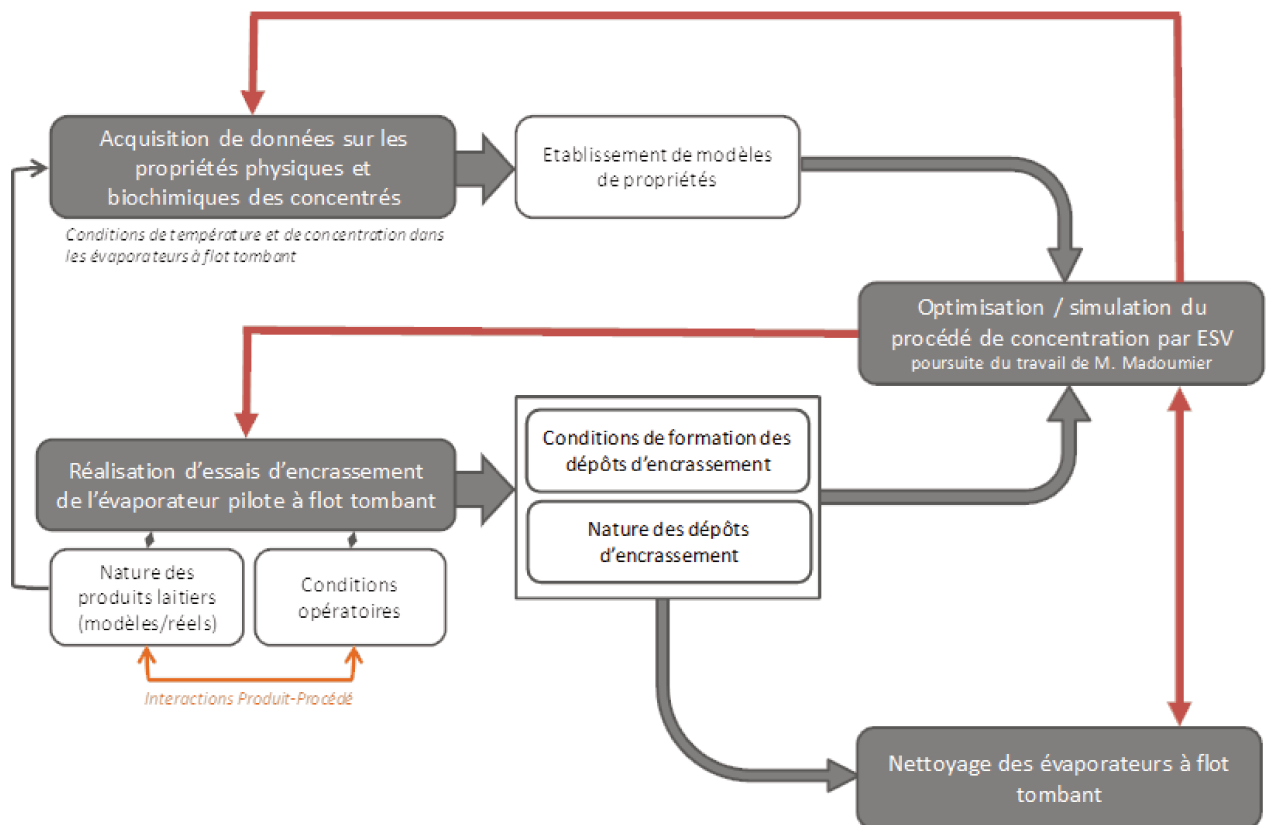 Acquisition de données sur les
propriétés physiques et
biochimiques des concentrés
Etablissement de modèles
de propriétés
Conditions de température et de concentration dans
les évaporateurs à flot tombant
Optimisation / simulation du
procédé de concentration par ESV
poursuite du travail de M. Madoumier
Réalisation d'essais d'encrassement
de l'évaporateur pilote à flot tombant
Conditions de formation des
dépôts d'encrassement
Nature des dépôts
d'encrassement
Nature des
produits laitiers
(modèles/réels)
Conditions
opératoires
Interactions Produit-Procédé
Nettoyage des évaporateurs à flot
tombant